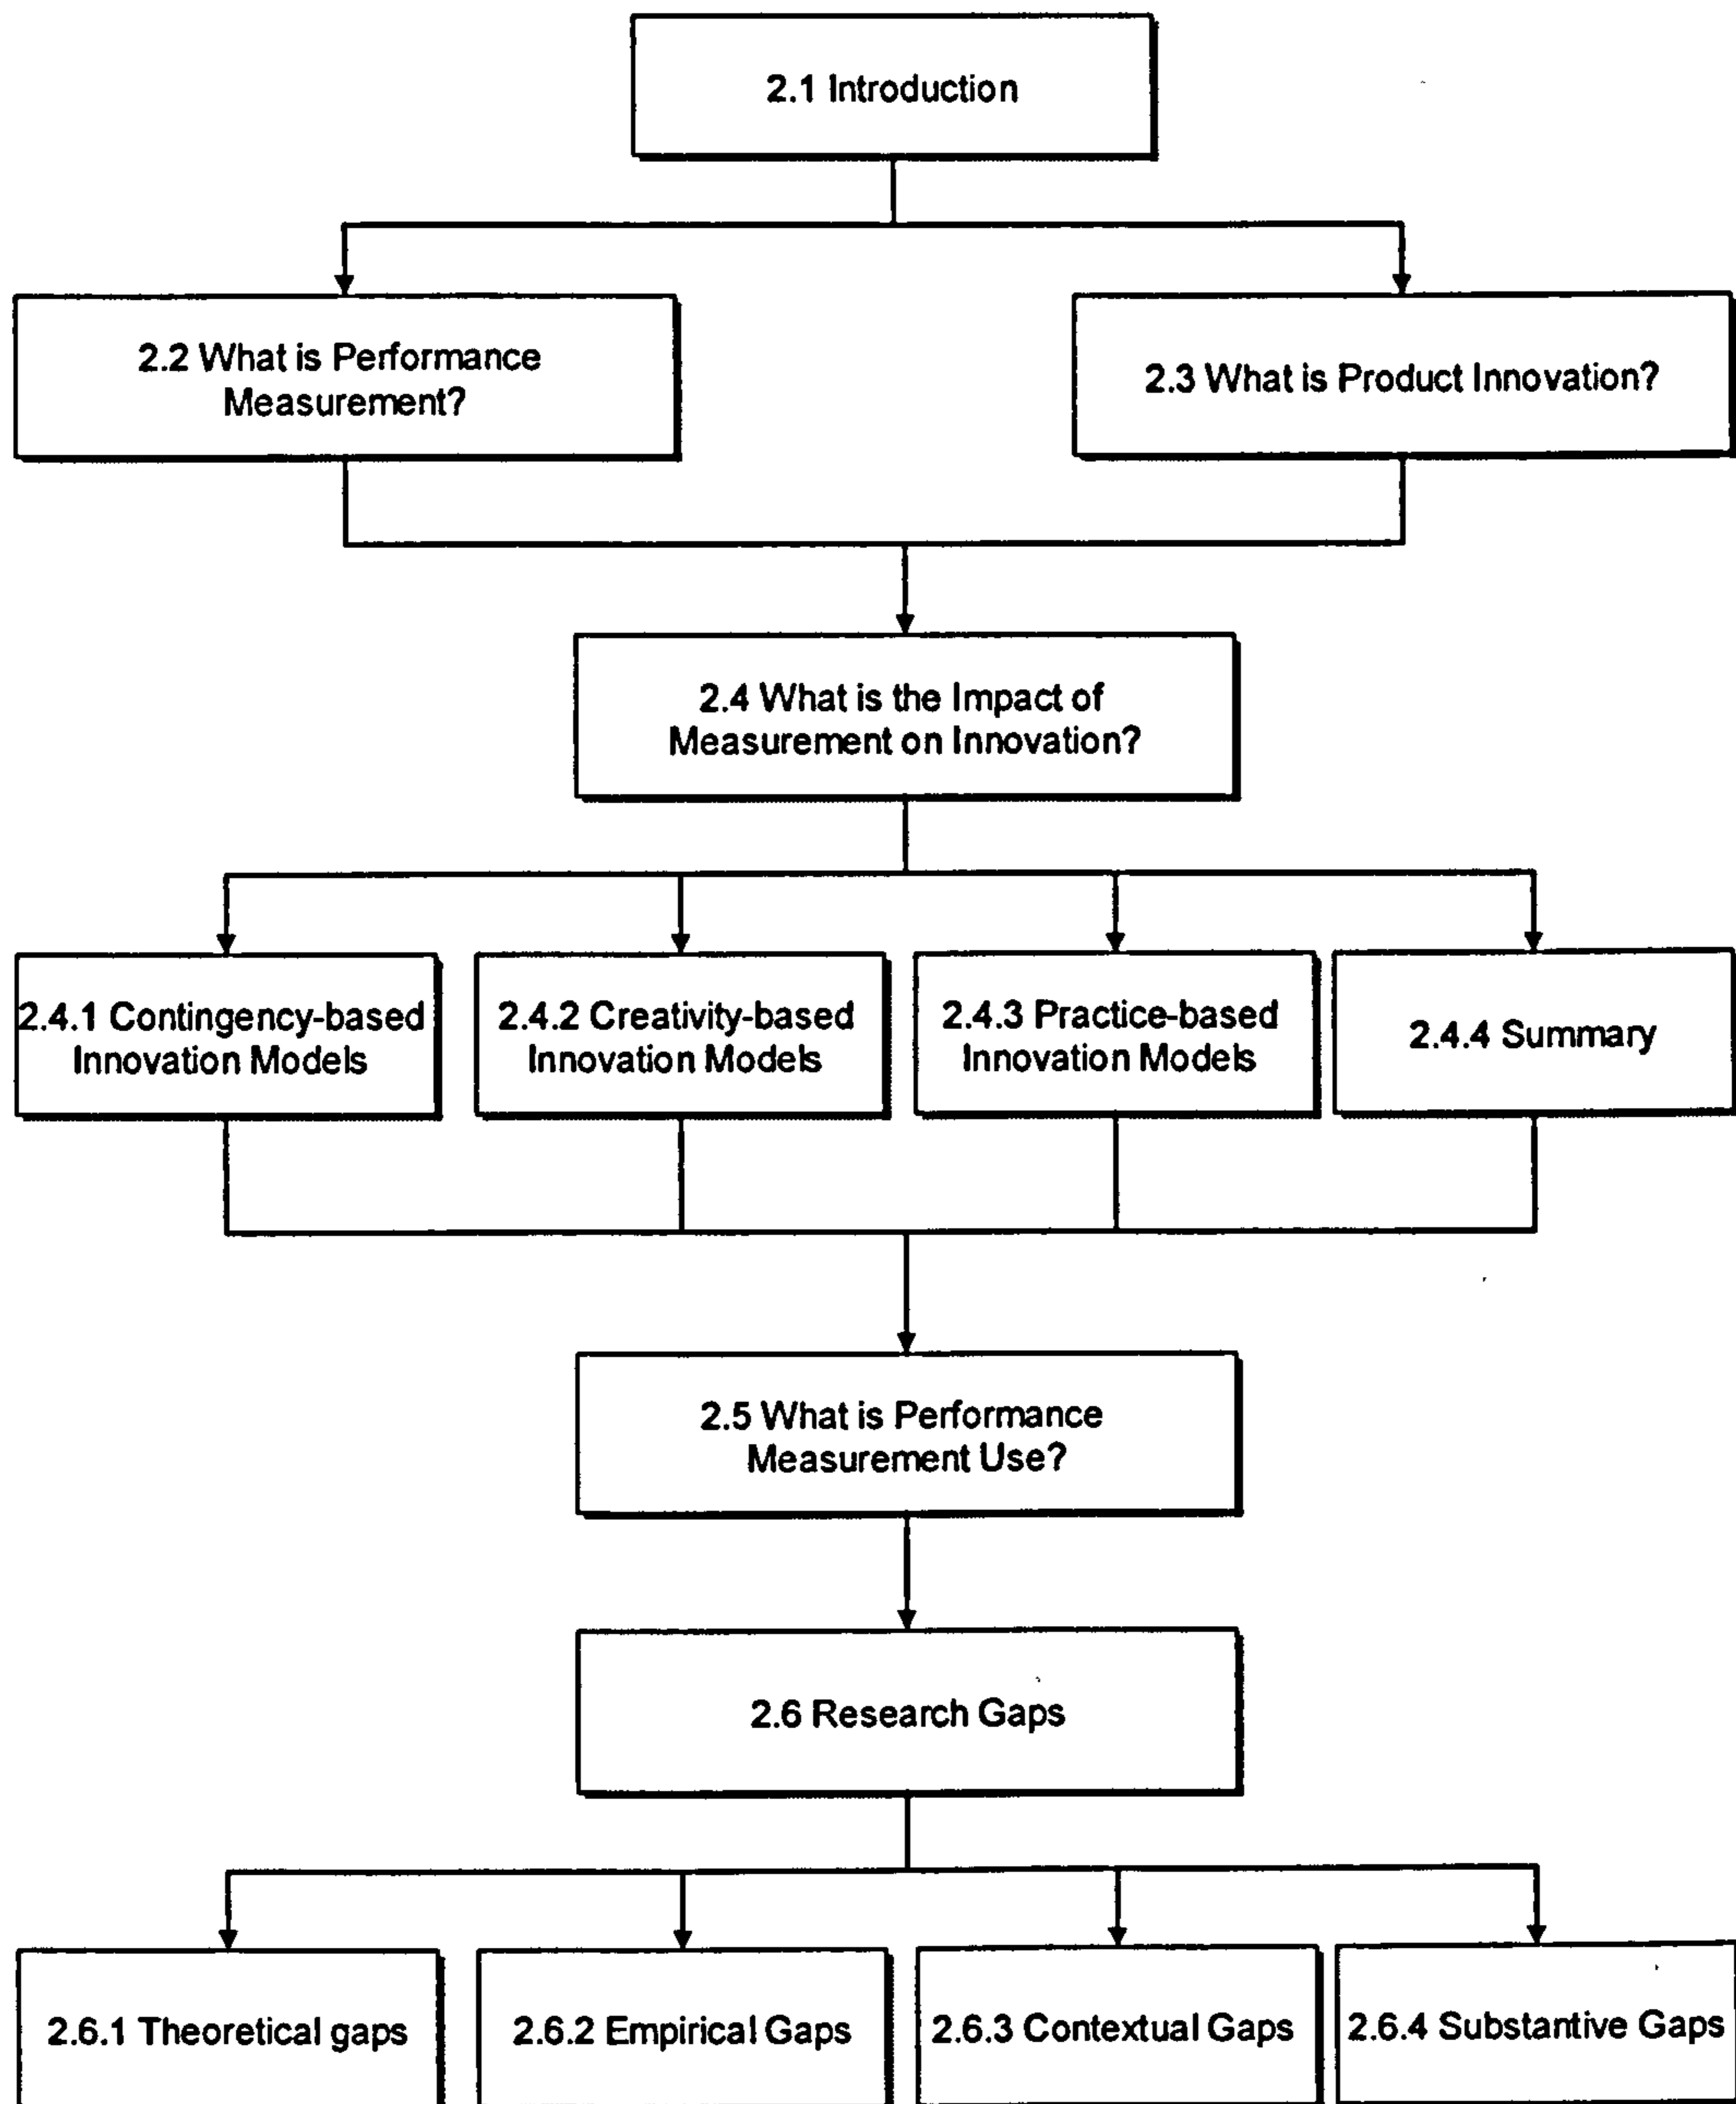 2.1 Introduction
2.2 What is Performance
Measurement?
2.3 What is Product Innovation?
2.4 What is the Impact of
Measurement on Innovation?
2.4.1 Contingency-based
Innovation Models
2.4.2 Creativity-based
Innovation Models
2.4.3 Practice-based
Innovation Models
2.4.4 Summary
2.5 What is Performance
Measurement Use?
2.6 Research Gaps
2.6.1 Theoretical gaps
2.6.2 Empirical Gaps
2.6.3 Contextual Gaps
2.6.4 Substantive Gaps